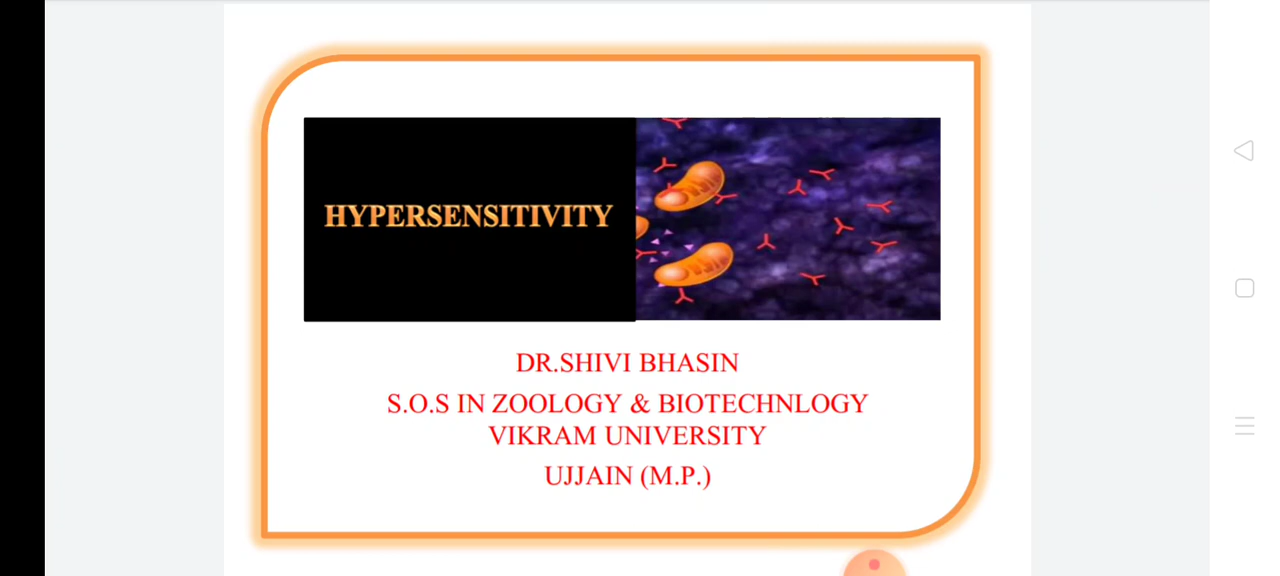 HYPERSENSITIVITY
DR.SHIVI BHASIN
S.O.S IN ZOOLOGY & BIOTECHNLOGY
VIKRAM UNIVERSITY
UJJAIN (M.P.)